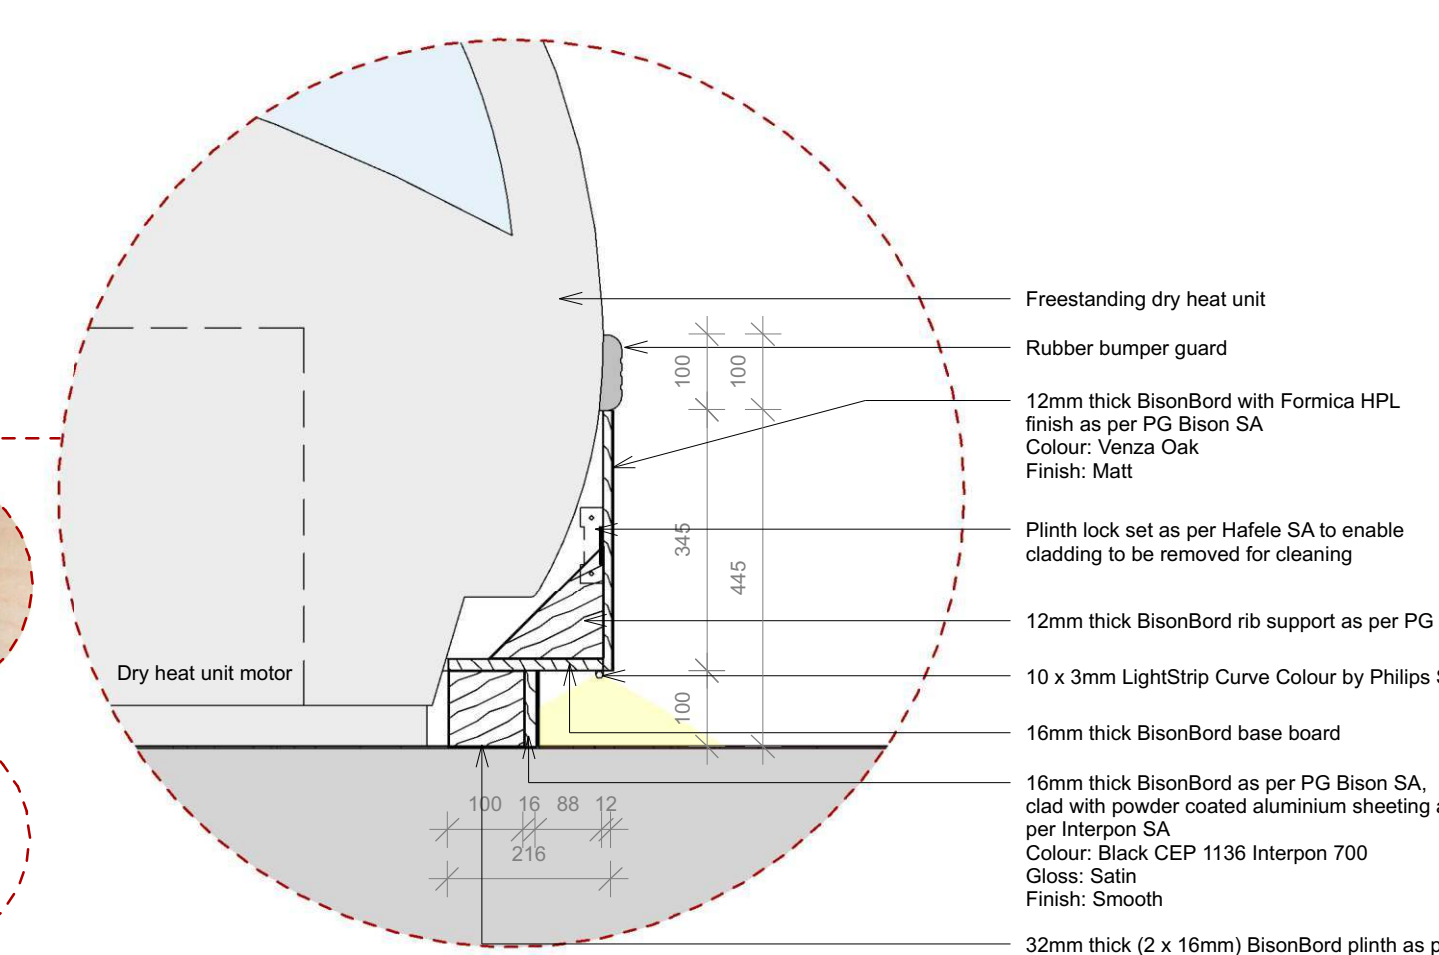 Freestanding dry heat unit
Rubber bumper guard
100
100
12mm thick BisonBord with Formica HPL
finish as per PG Bison SA
Colour: Venza Oak
Finish: Matt
345
Plinth lock set as per Hafele SA to enable
cladding to be removed for cleaning
445
12mm thick BisonBord rib support as per PG
Dry heat unit motor
10 x 3mm LightStrip Curve Colour by Philips
100
16mm thick BisonBord base board
16mm thick BisonBord as per PG Bison SA,
clad with powder coated aluminium sheeting
per Interpon SA
Colour: Black CEP 1136 Interpon 700
Gloss: Satin
Finish: Smooth
100 16 88 12
216
32mm thick (2 x 16mm) BisonBord plinth as